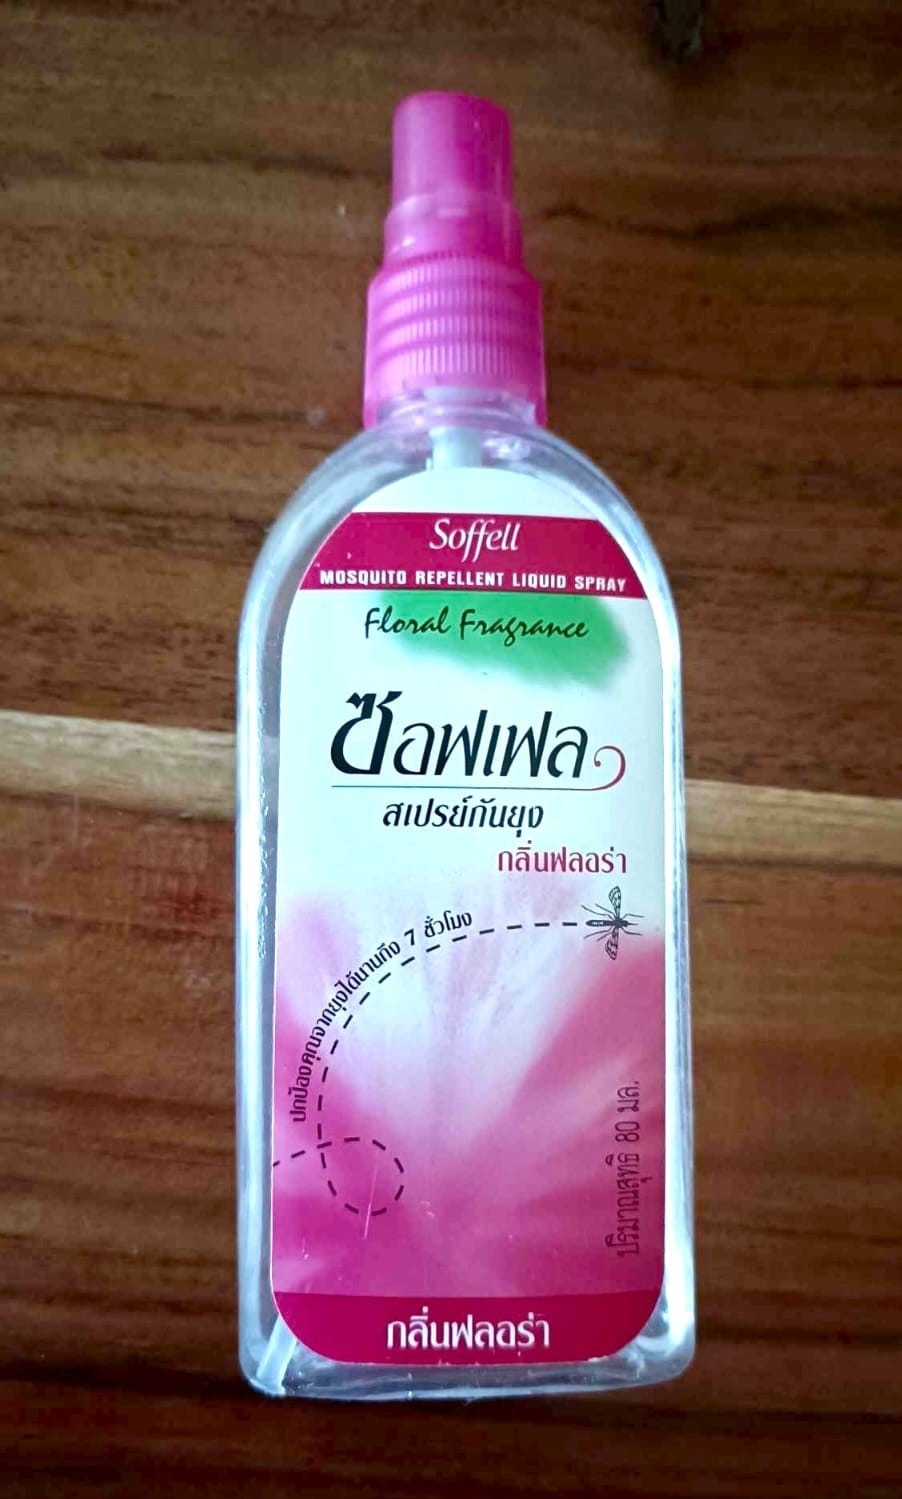 Soffell
MOSQUITO REPELLENT LIQUID SPRAY
Floral Fragrance
ซอฟเฟล
สเปรย์กันยุง
กลิ่นฟลอร่า
ปกป้องคุณจากยุงได้นานถึง 7 ชั่วโมง
ปริมาณสุทธิ 80 มล.
กลิ่นฟลอร่า